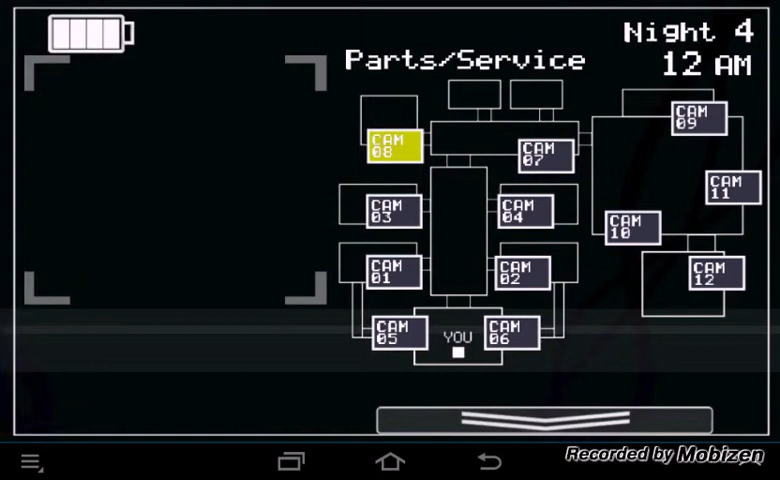 Night 4
12 AM
Parts/Service
CAM
09
CAM
08
CAM
07
CAM
11
CAM
03
CAM
04
CAM
10
CAM
01
CAM
02
CAM
12
CAM
05
YOU
CAM
06
Recorded by Mobizen